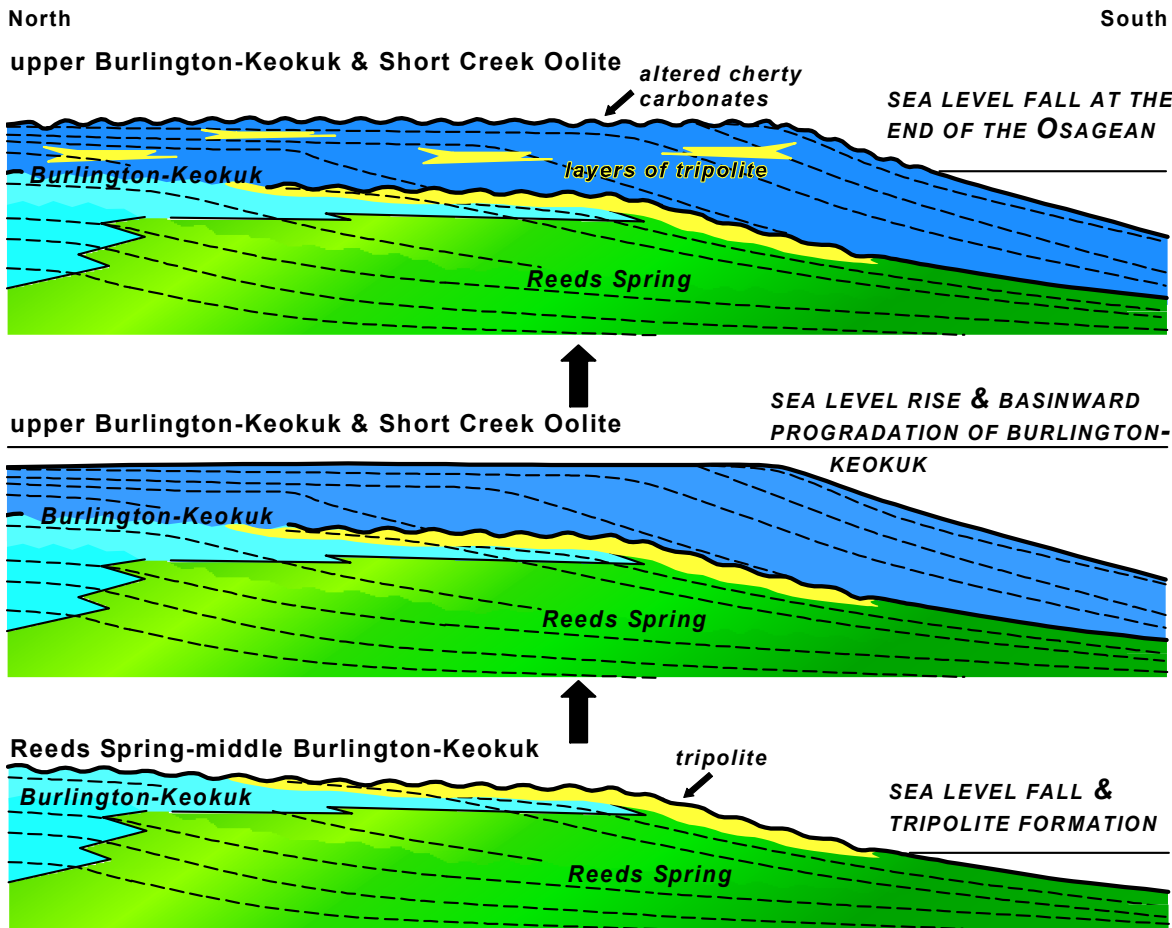 North
South
upper Burlington-Keokuk & Short Creek Oolite
altered cherty
carbonates
SEA LEVEL FALL AT THE
END OF THE OSAGEAN
Burlington-Keokuk
layers of tripolite
Reeds Spring
upper Burlington-Keokuk & Short Creek Oolite
SEA LEVEL RISE & BASINWARD
PROGRADATION OF BURLINGTON-
KEOKUK
Burlington-Keokuk
Reeds Spring
Reeds Spring-middle Burlington-Keokuk
tripolite
Burlington-Keokuk
SEA LEVEL FALL &
TRIPOLITE FORMATION
Reeds Spring